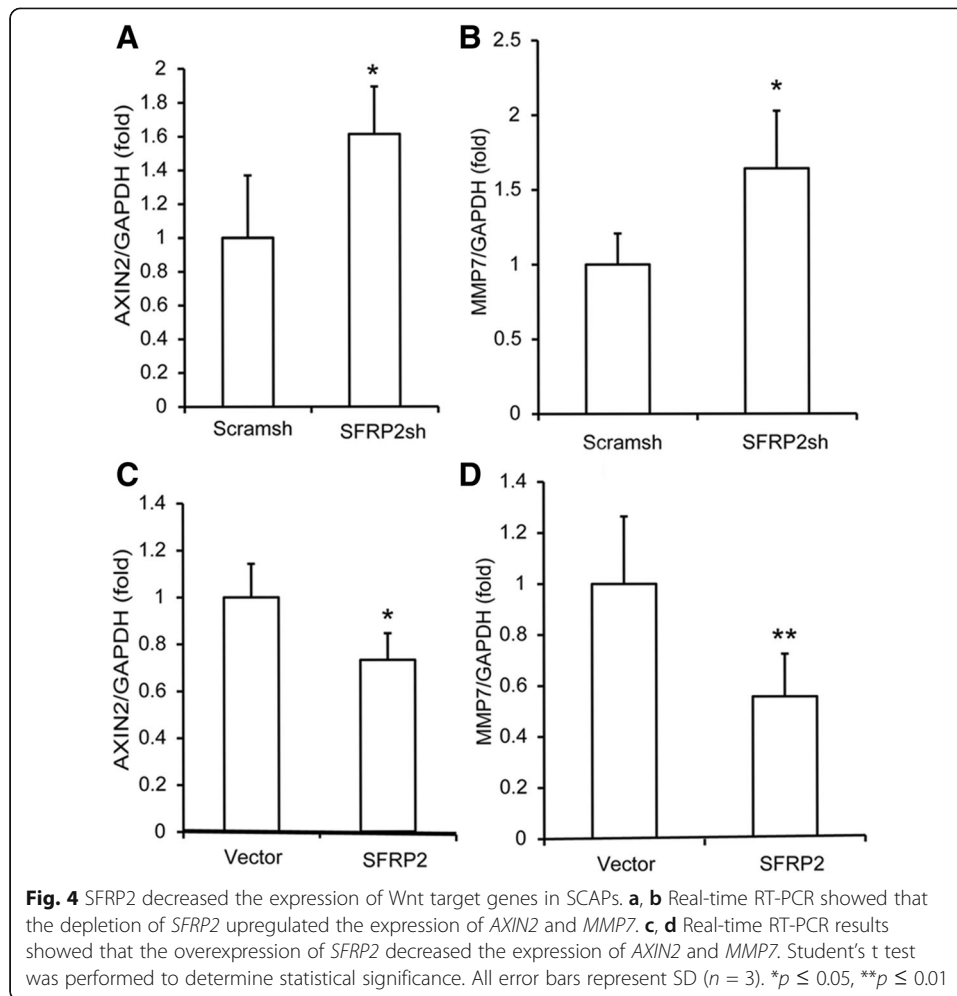 A
AXIN2/GAPDH (fold)
2
1.8
1.6
1.4
1.2
1
0.8
0.6
0.4
0.2
0
*
Scramsh
SFRP2sh
B
MMP7/GAPDH (fold)
2.5
2
1.5
1
0.5
0
*
Scramsh
SFRP2sh
C
AXIN2/GAPDH (fold)
1.4
1.2
1
0.8
0.6
0.4
0.2
0
*
Vector
SFRP2
D
MMP7/GAPDH (fold)
1.4
1.2
1
0.8
0.6
0.4
0.2
0
**
Vector
SFRP2
Fig. 4 SFRP2 decreased the expression of Wnt target genes in SCAPs. a, b Real-time RT-PCR showed that
the depletion of SFRP2 upregulated the expression of AXIN2 and MMP7. c, d Real-time RT-PCR results
showed that the overexpression of SFRP2 decreased the expression of AXIN2 and MMP7. Student's t test
was performed to determine statistical significance. All error bars represent SD (n = 3). *p ≤ 0.05, **p ≤ 0.01